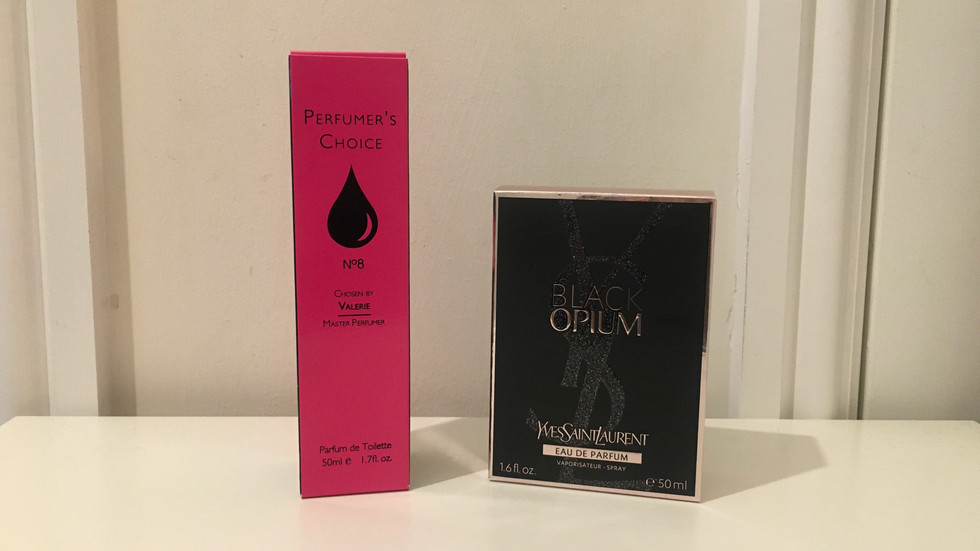 PERFUMER'S
CHOICE
Nº8
CHOSEN BY
VALERIE
MASTER PERFUMER
Parfum de Toilette
50ml e 1.7fl. oz.
BLACK
OPIUM
YVESSAINTLAURENT
EAU DE PARFUM
VAPORISATEUR - SPRAY
1.6 fl. oz.
e 50 ml